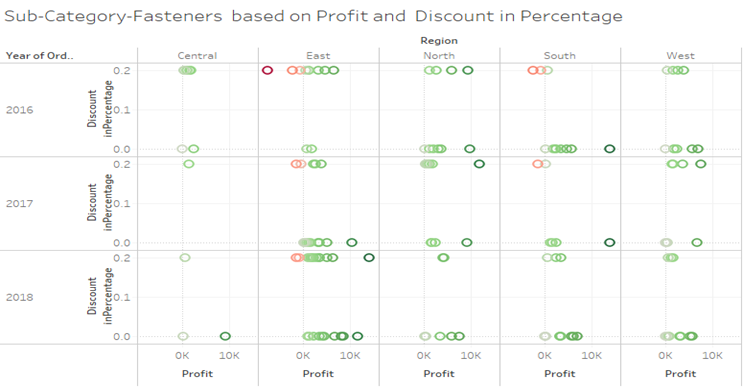 Sub-Category-Fasteners based on Profit and Discount in Percentage
Region
Year of Ord.. Central East North South West
2016 Discount inPercentage 0.2 0.1 0.0
2017 Discount inPercentage 0.2 0.1 0.0
2018 Discount inPercentage 0.2 0.1 0.0
0K 10K 0K 10K 0K 10K 0K 10K 0K 10K
Profit Profit Profit Profit Profit